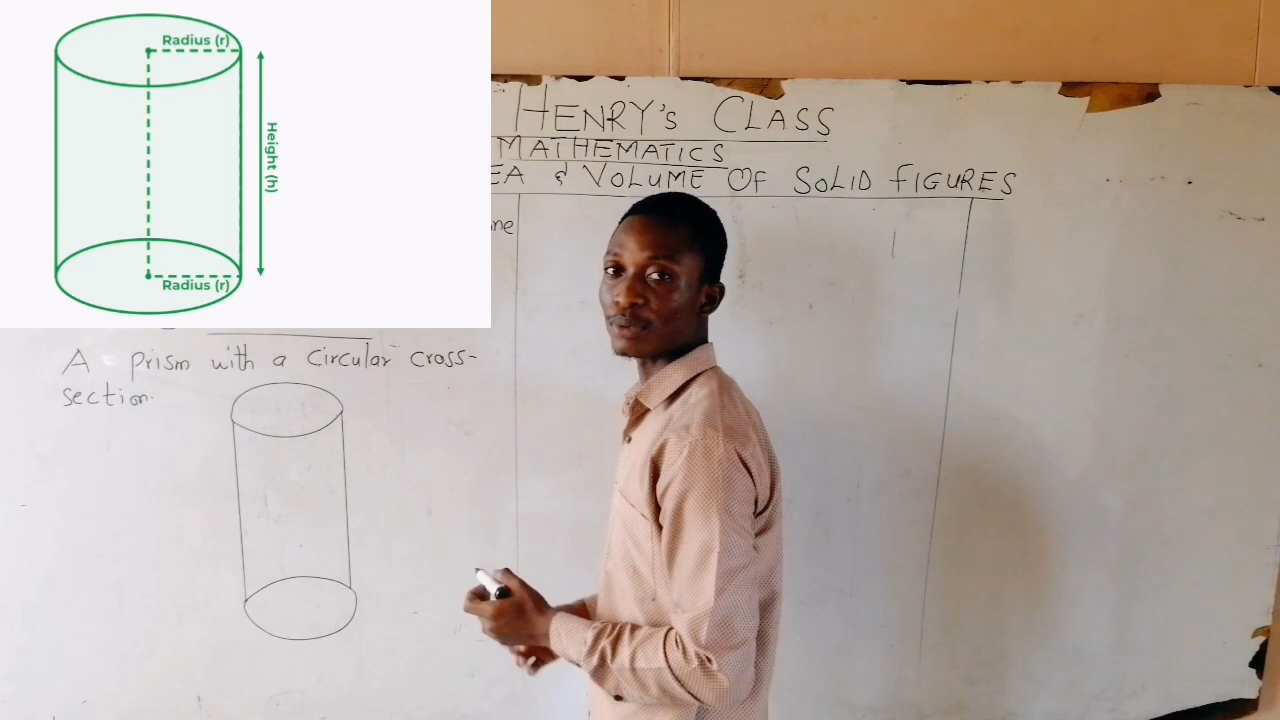 Radius (r)
Height (h)
Radius (r)
HENRY's CLASS
MATHEMATICS
EA & VOLUME OF SOLID FIGURES
me
A prism with a circular cross-
section.